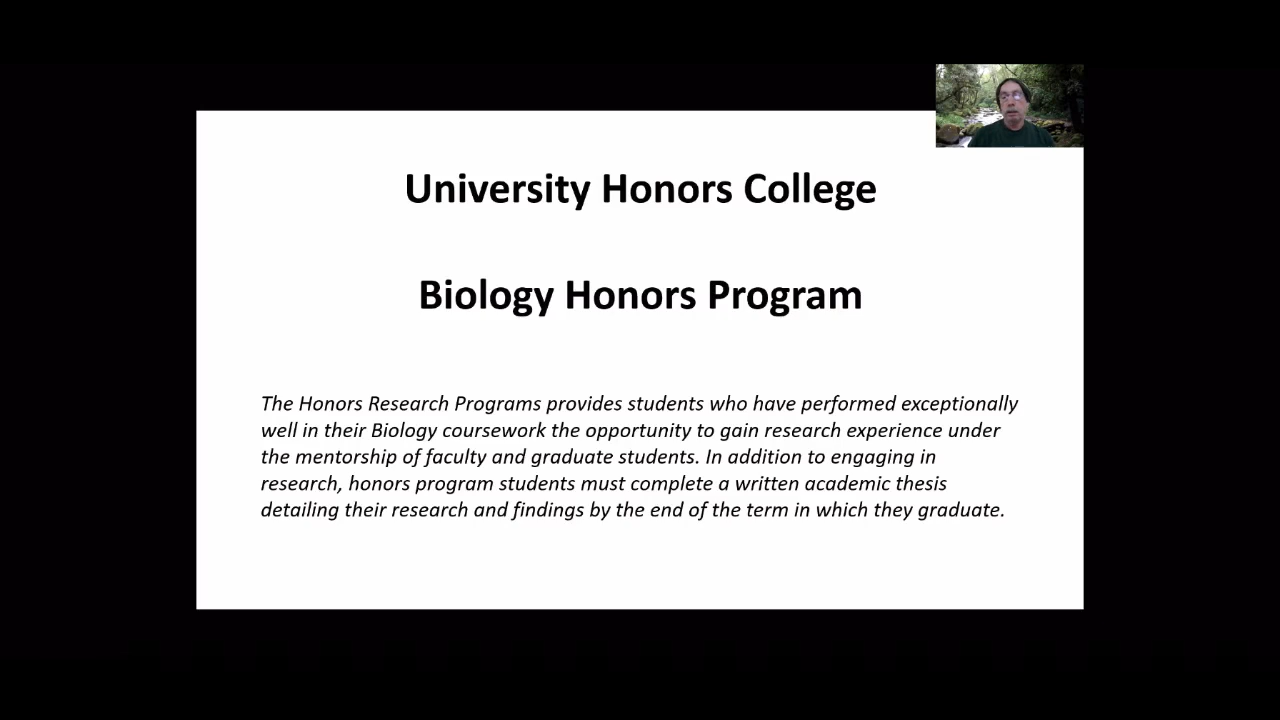 University Honors College
Biology Honors Program
The Honors Research Programs provides students who have performed exceptionally
well in their Biology coursework the opportunity to gain research experience under
the mentorship of faculty and graduate students. In addition to engaging in
research, honors program students must complete a written academic thesis
detailing their research and findings by the end of the term in which they graduate.